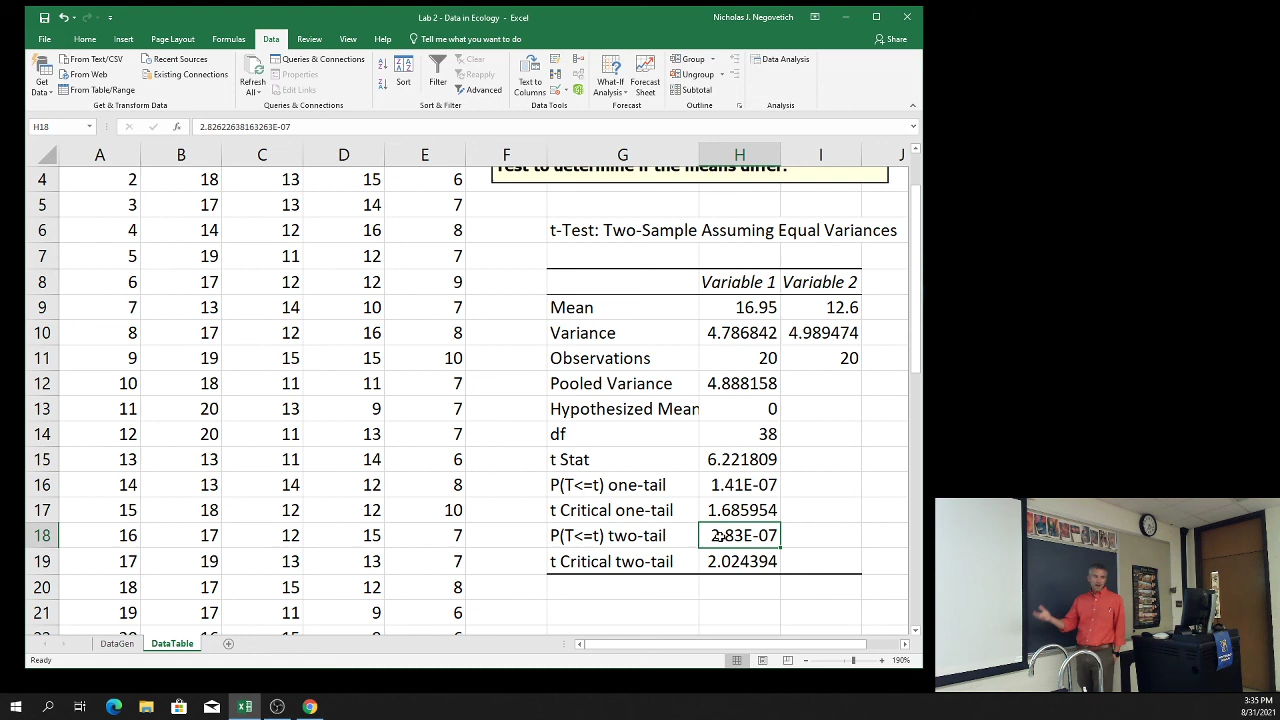 Lab 2 - Data in Ecology - Excel
Nicholas J. Negovetich
File Home Insert Page Layout Formulas Data Review View Help Tell me what you want to do Share
Get Data
From Text/CSV
From Web
From Table/Range
Recent Sources
Existing Connections
Get & Transform Data
Refresh All
Queries & Connections
Properties
Edit Links
Queries & Connections
Sort
Filter
Clear
Reapply
Advanced
Sort & Filter
Text to Columns
Data Tools
What-If Analysis
Forecast Sheet
Forecast
Group
Ungroup
Subtotal
Outline
Data Analysis
Analysis
H18 fx 2.82622638163263E-07
A B C D E F G H I J
Test to determine if the means differ.
4 2 18 13 15 6
5 3 17 13 14 7
6 4 14 12 16 8 t-Test: Two-Sample Assuming Equal Variances
7 5 19 11 12 7
8 6 17 12 12 9 Variable 1 Variable 2
9 7 13 14 10 7 Mean 16.95 12.6
10 8 17 12 16 8 Variance 4.786842 4.989474
11 9 19 15 15 10 Observations 20 20
12 10 18 11 11 7 Pooled Variance 4.888158
13 11 20 13 9 7 Hypothesized Mean 0
14 12 20 11 13 7 df 38
15 13 13 11 14 6 t Stat 6.221809
16 14 13 14 12 8 P(T<=t) one-tail 1.41E-07
17 15 18 12 12 10 t Critical one-tail 1.685954
18 16 17 12 15 7 P(T<=t) two-tail 2.83E-07
19 17 19 13 13 7 t Critical two-tail 2.024394
20 18 17 15 12 8
21 19 17 11 9 6
DataGen DataTable
Ready 190%
3:35 PM
8/31/2021